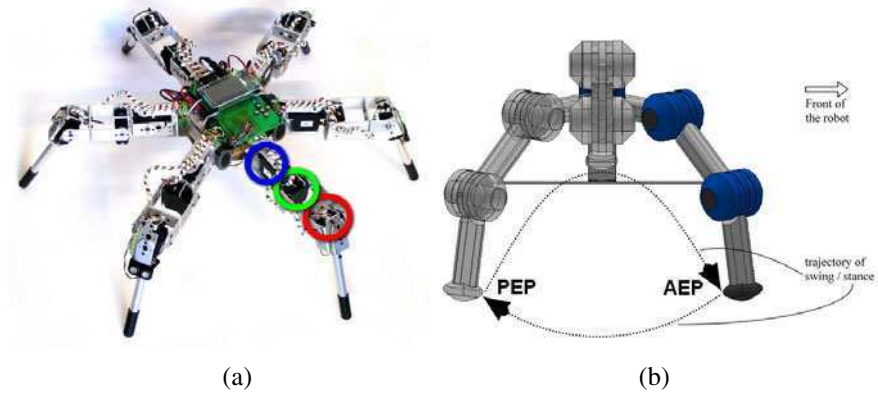 Front of
the robot
trajectory of
swing / stance
PEP
AEP
(a)
(b)